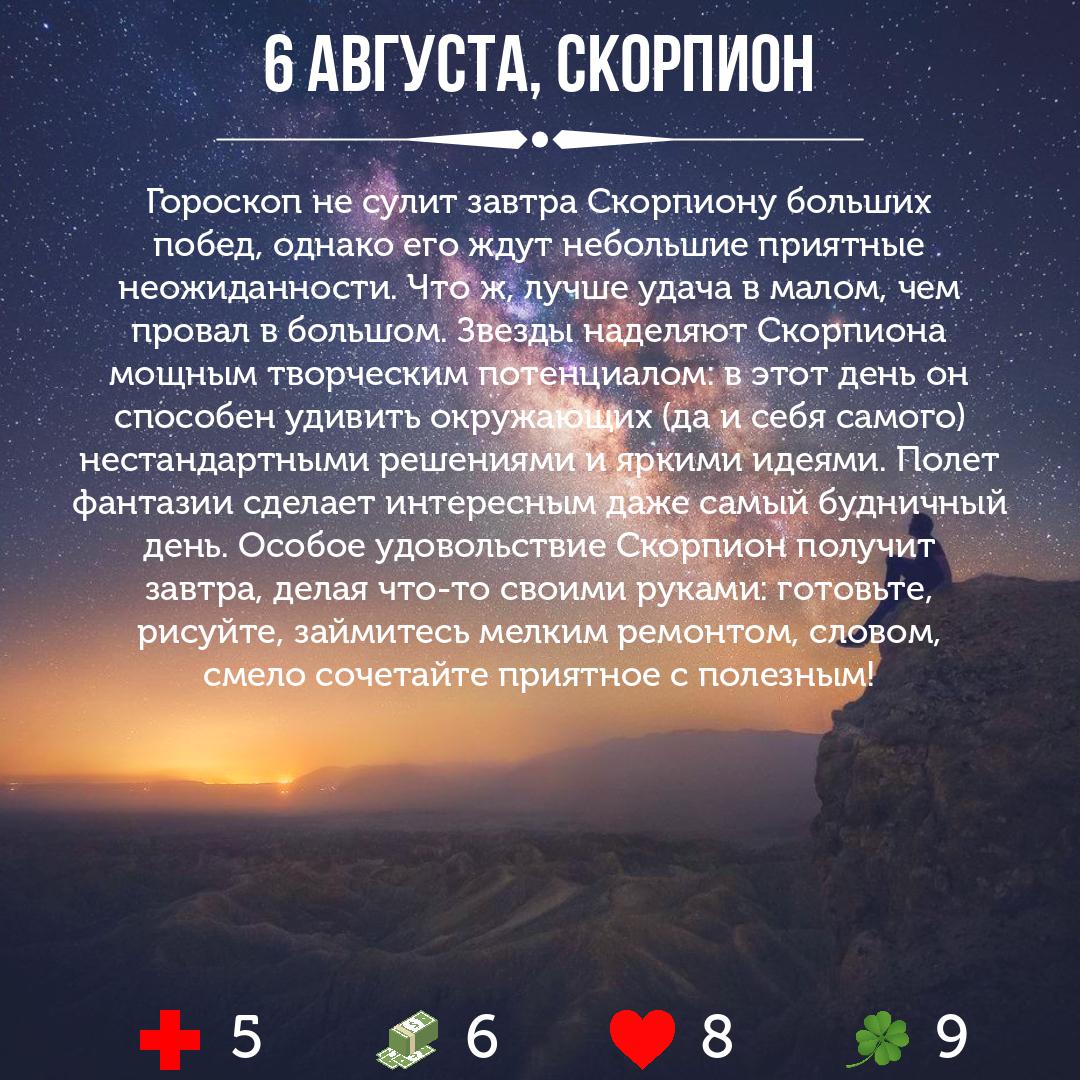 6 АВГУСТА, СКОРПИОН
Гороскоп не сулит завтра Скорпиону больших
побед, однако его ждут небольшие приятные
неожиданности. Что ж, лучше удача в малом, чем
провал в большом. Звезды наделяют Скорпиона
мощным творческим потенциалом: в этот день он
способен удивить окружающих (да и себя самого)
нестандартными решениями и яркими идеями. Полет
фантазии сделает интересным даже самый будничный
день. Особое удовольствие Скорпион получит
завтра, делая что-то своими руками: готовьте,
рисуйте, займитесь мелким ремонтом, словом,
смело сочетайте приятное с полезным!
5 6 8 9